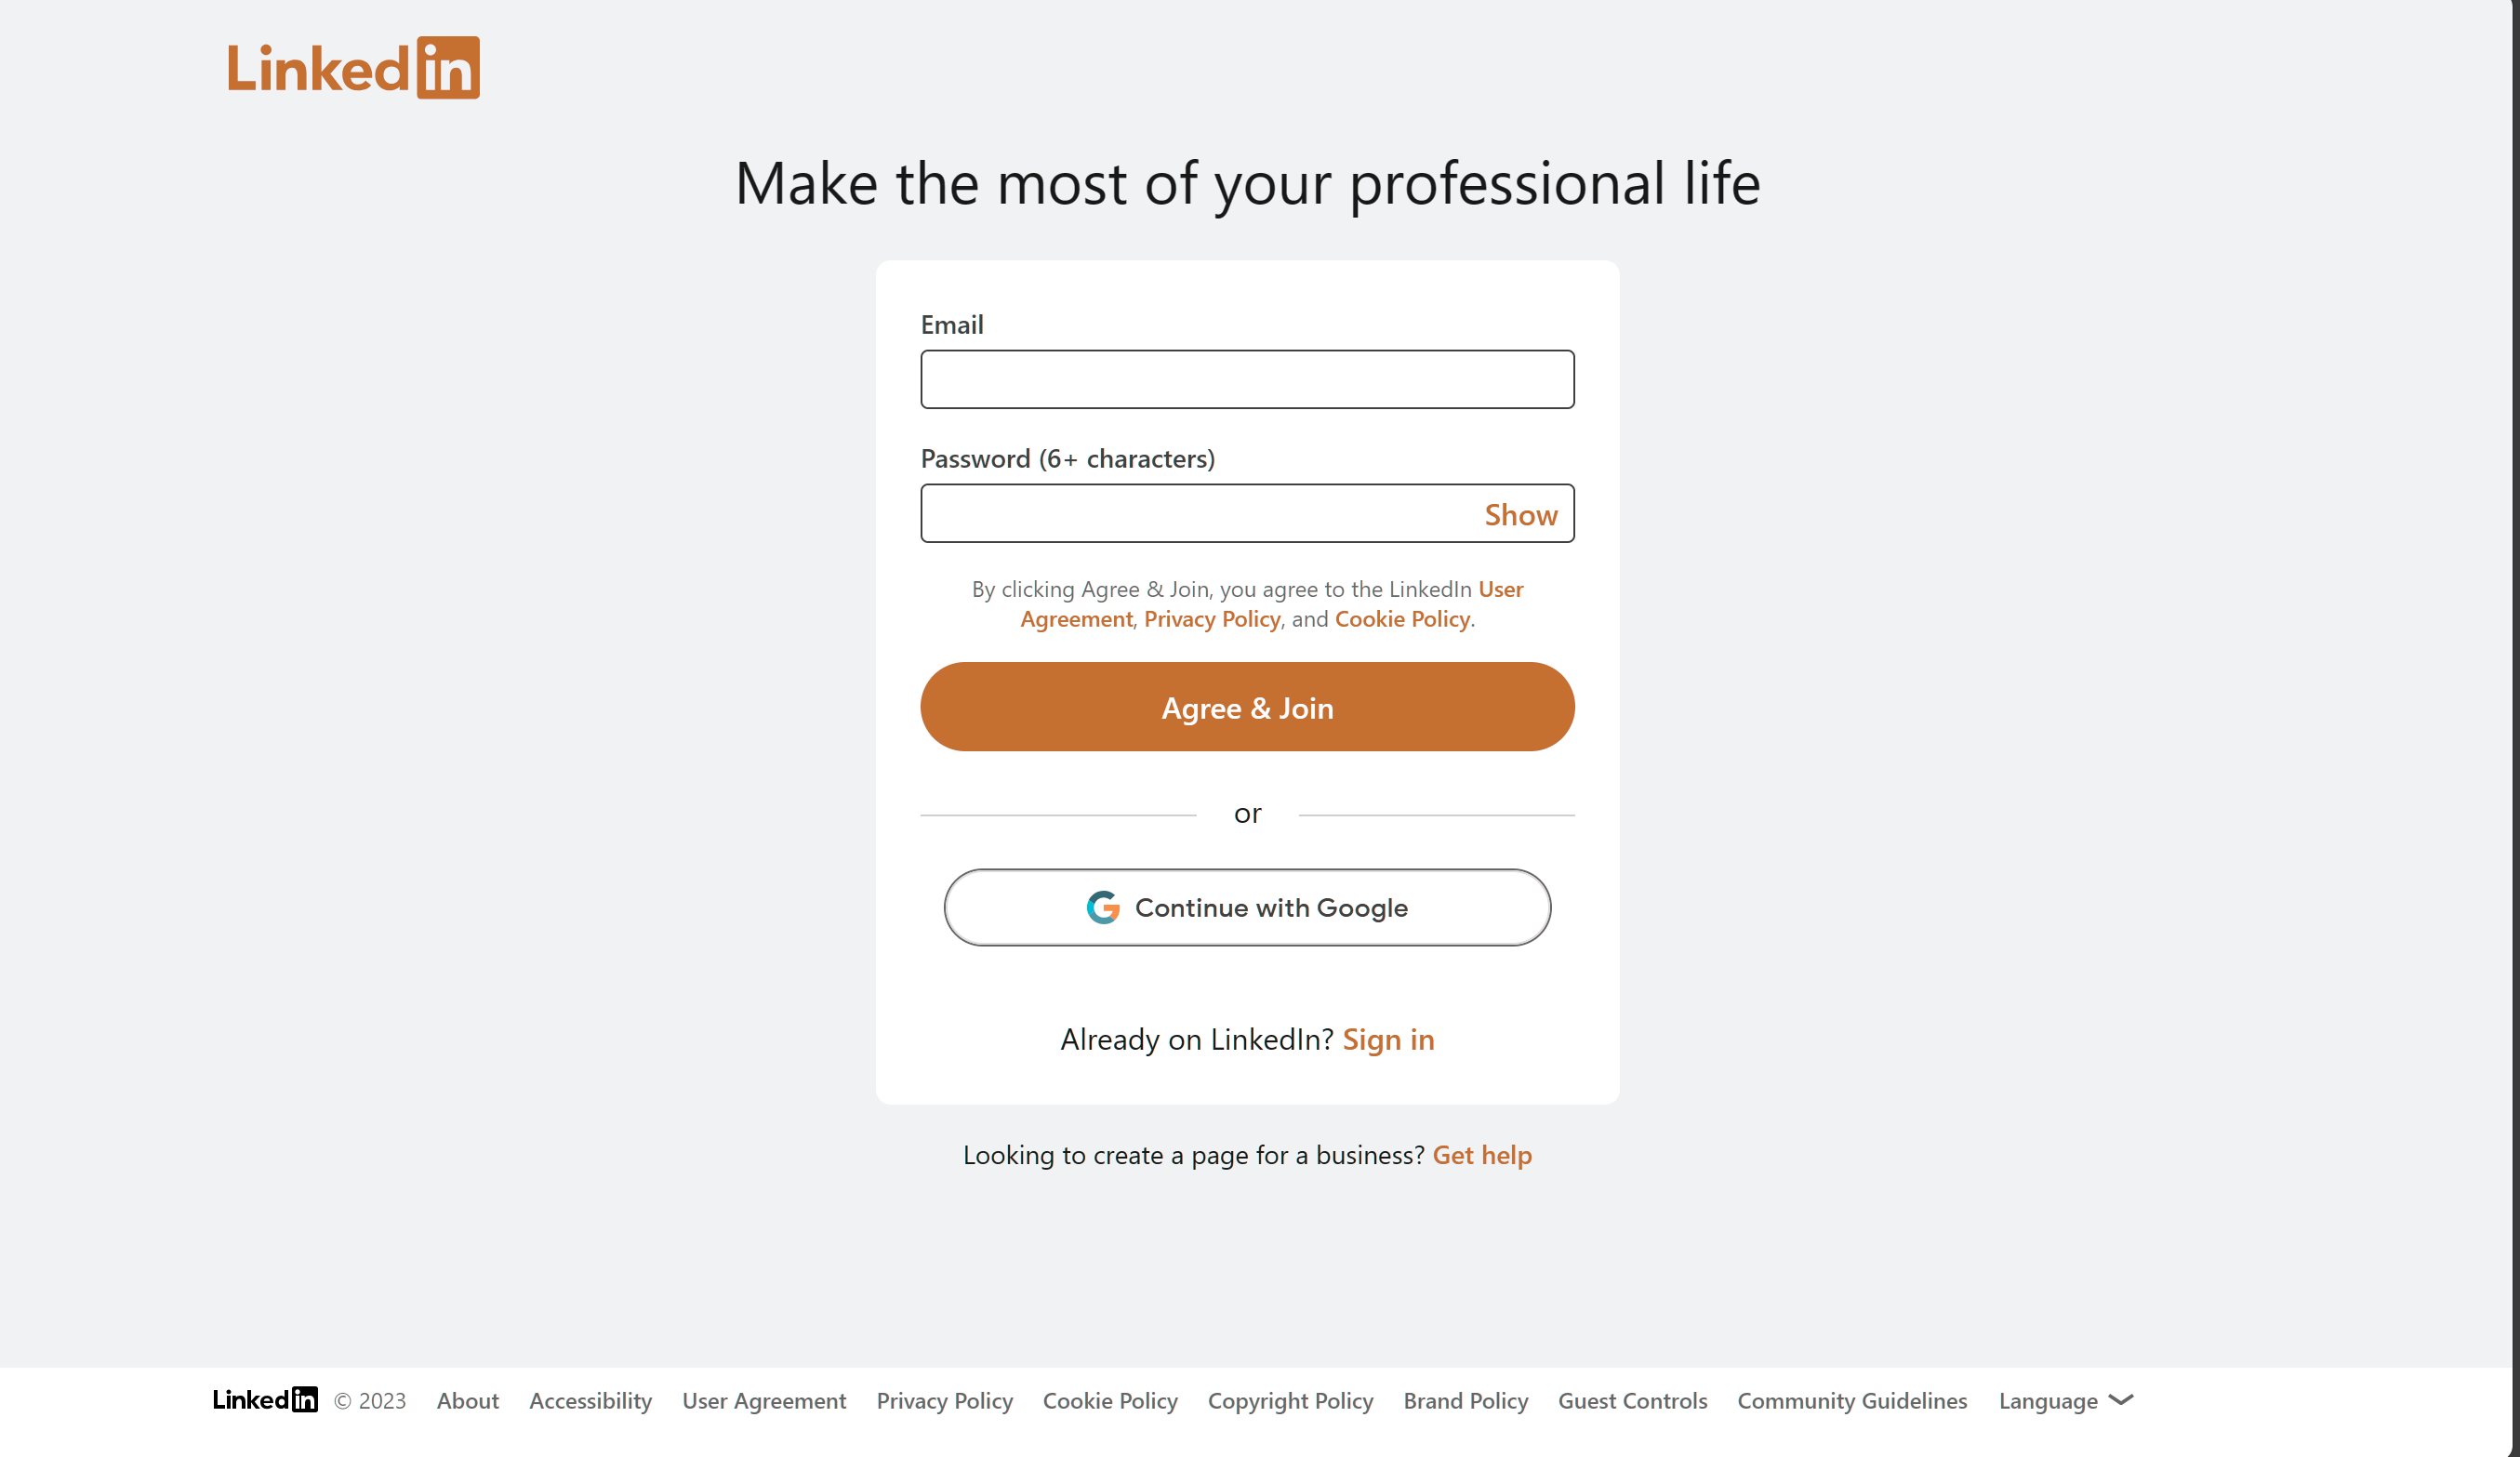 Linkedin
Make the most of your professional life
Email
Password (6+ characters)
Show
By clicking Agree & Join, you agree to the LinkedIn User
Agreement, Privacy Policy, and Cookie Policy.
Agree & Join
or
Continue with Google
Already on LinkedIn? Sign in
Looking to create a page for a business? Get help
Linkedin © 2023 About Accessibility User Agreement Privacy Policy Cookie Policy Copyright Policy Brand Policy Guest Controls Community Guidelines Language